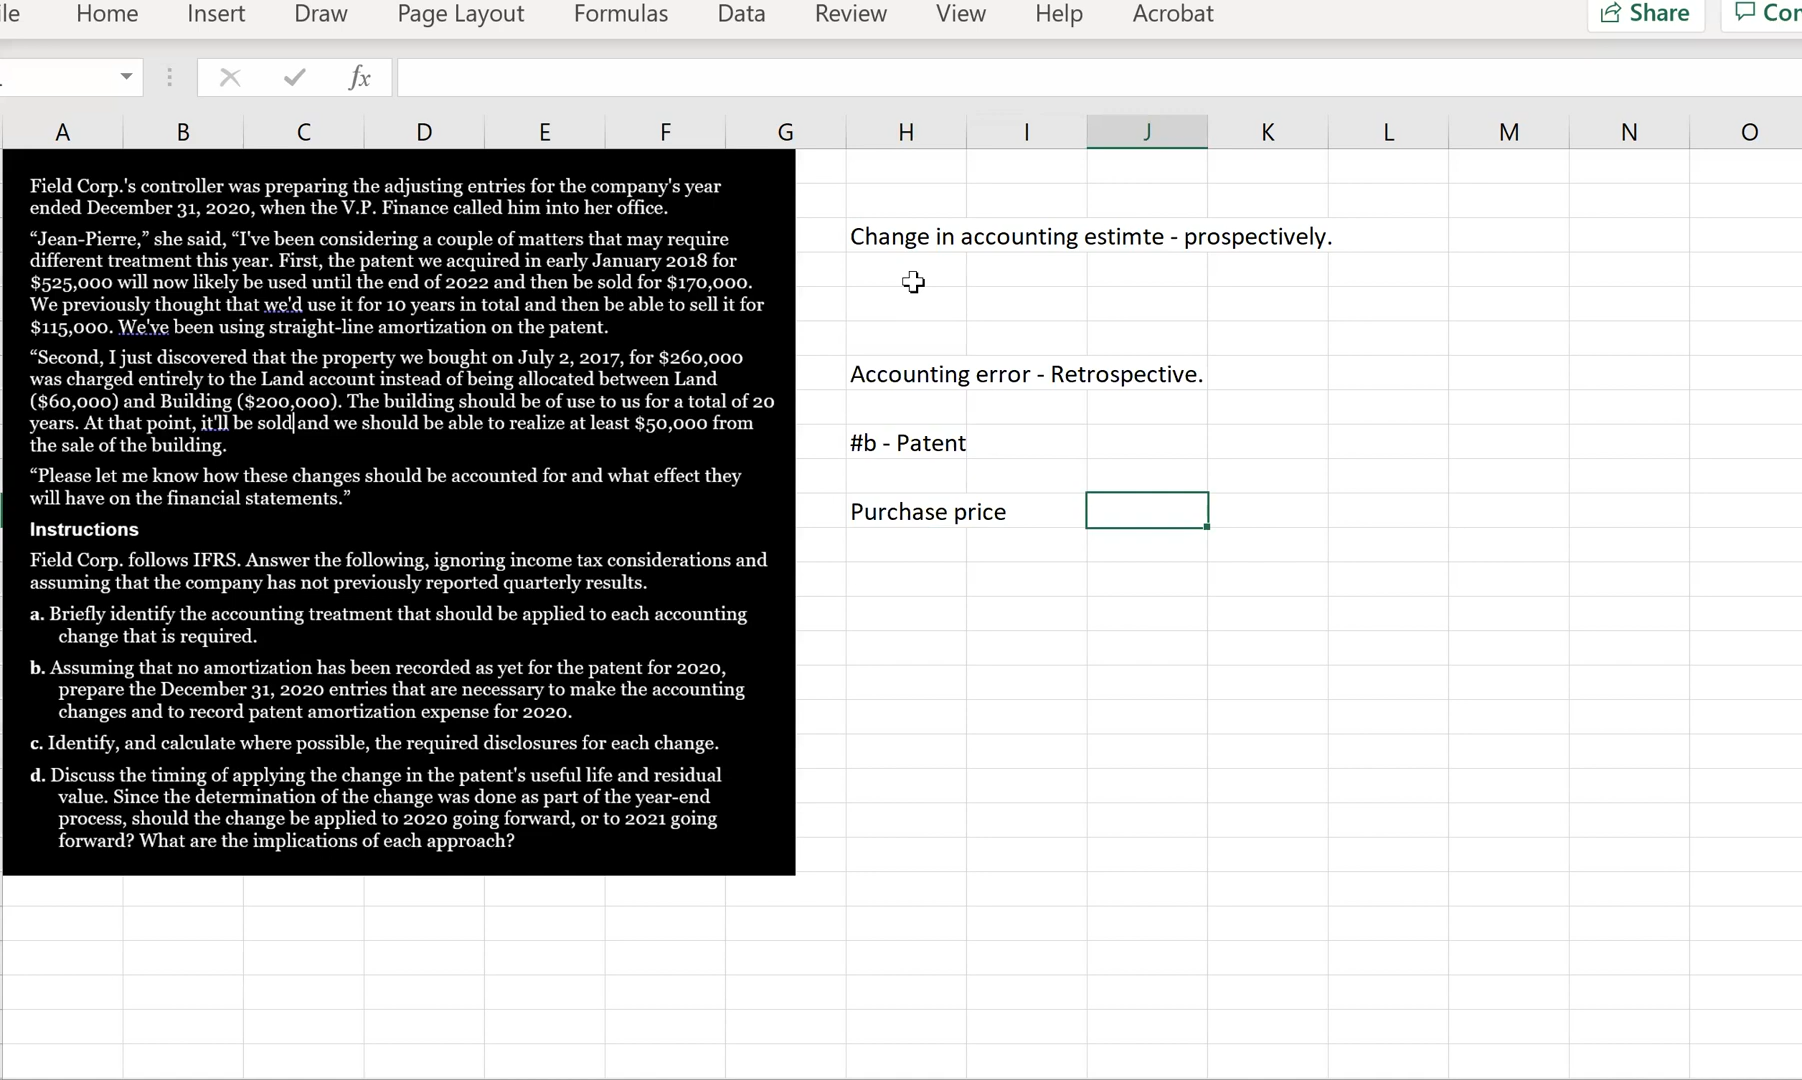 le Home Insert Draw Page Layout Formulas Data Review View Help Acrobat Share Con
fx
A B C D E F G H I J K L M N O
Field Corp.'s controller was preparing the adjusting entries for the company's year
ended December 31, 2020, when the V.P. Finance called him into her office.
“Jean-Pierre,” she said, “I've been considering a couple of matters that may require
different treatment this year. First, the patent we acquired in early January 2018 for
$525,000 will now likely be used until the end of 2022 and then be sold for $170,000.
We previously thought that we'd use it for 10 years in total and then be able to sell it for
$115,000. We've been using straight-line amortization on the patent.
“Second, I just discovered that the property we bought on July 2, 2017, for $260,000
was charged entirely to the Land account instead of being allocated between Land
($60,000) and Building ($200,000). The building should be of use to us for a total of 20
years. At that point, it'll be sold and we should be able to realize at least $50,000 from
the sale of the building.
“Please let me know how these changes should be accounted for and what effect they
will have on the financial statements.”
Instructions
Field Corp. follows IFRS. Answer the following, ignoring income tax considerations and
assuming that the company has not previously reported quarterly results.
a. Briefly identify the accounting treatment that should be applied to each accounting
change that is required.
b. Assuming that no amortization has been recorded as yet for the patent for 2020,
prepare the December 31, 2020 entries that are necessary to make the accounting
changes and to record patent amortization expense for 2020.
c. Identify, and calculate where possible, the required disclosures for each change.
d. Discuss the timing of applying the change in the patent's useful life and residual
value. Since the determination of the change was done as part of the year-end
process, should the change be applied to 2020 going forward, or to 2021 going
forward? What are the implications of each approach?
Change in accounting estimte - prospectively.
Accounting error - Retrospective.
#b - Patent
Purchase price